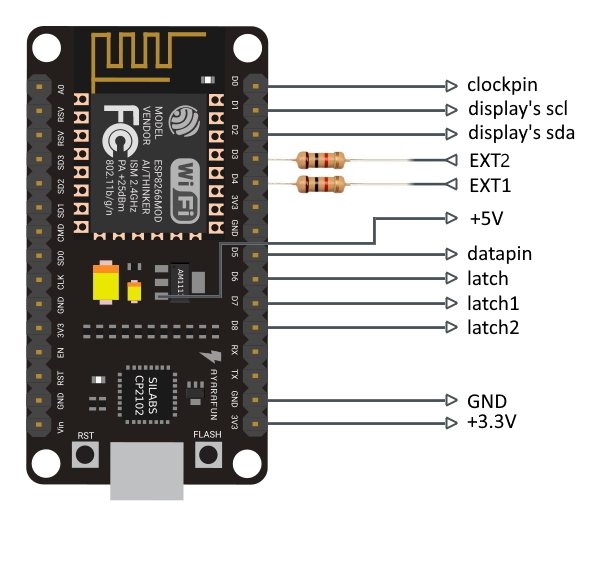 A0
RSV
RSV
SD3
SD2
SD1
CMD
SD0
CLK
GND
3V3
EN
RST
GND
Vin
FC
MODEL
VENDOR
ESP8266MOD
AI/THINKER
ISM 2.4GHz
PA +25dBm
802.11b/g/n
Wi Fi
AM111
SILABS
CP2102
AYARAFUN
RST
FLASH
D0
D1
D2
D3
D4
3V3
GND
D5
D6
D7
D8
RX
TX
GND
3V3
clockpin
display's scl
display's sda
EXT2
EXT1
+5V
datapin
latch
latch1
latch2
GND
+3.3V